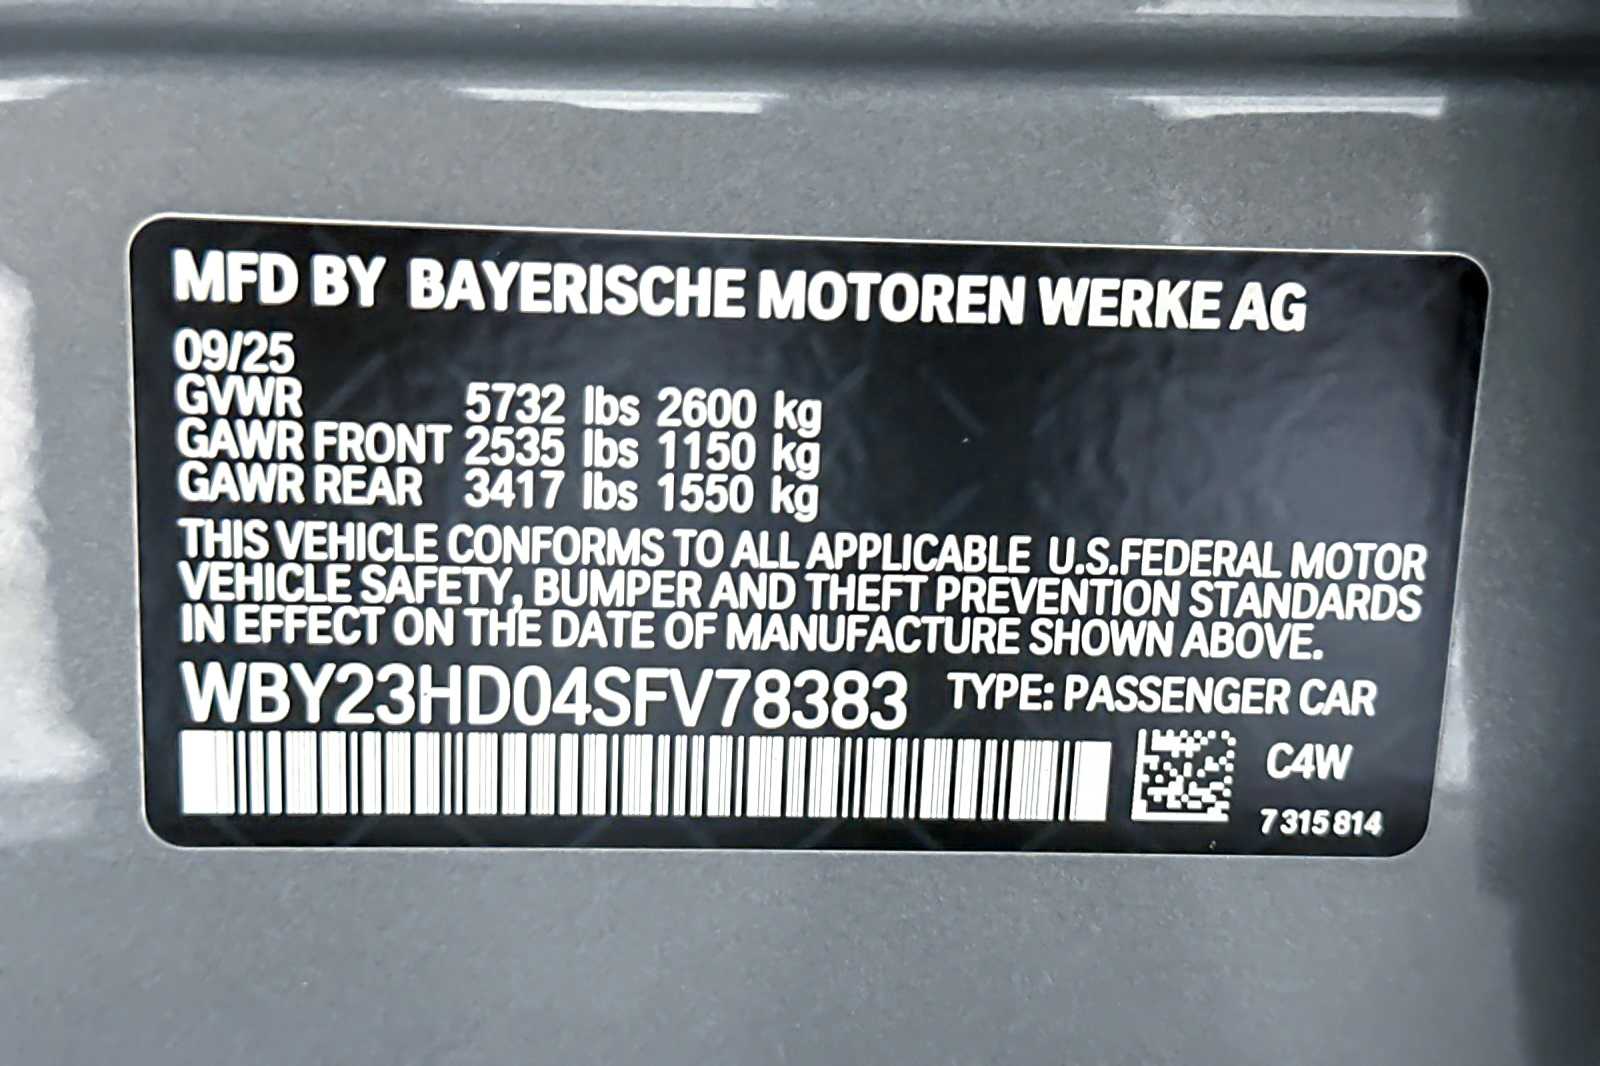 MFD BY BAYERISCHE MOTOREN WERKE AG
09/25
GVWR 5732 lbs 2600 kg
GAWR FRONT 2535 lbs 1150 kg
GAWR REAR 3417 lbs 1550 kg
THIS VEHICLE CONFORMS TO ALL APPLICABLE U.S.FEDERAL MOTOR
VEHICLE SAFETY, BUMPER AND THEFT PREVENTION STANDARDS
IN EFFECT ON THE DATE OF MANUFACTURE SHOWN ABOVE.
WBY23HD04SFV78383 TYPE: PASSENGER CAR
C4W
7 315 814